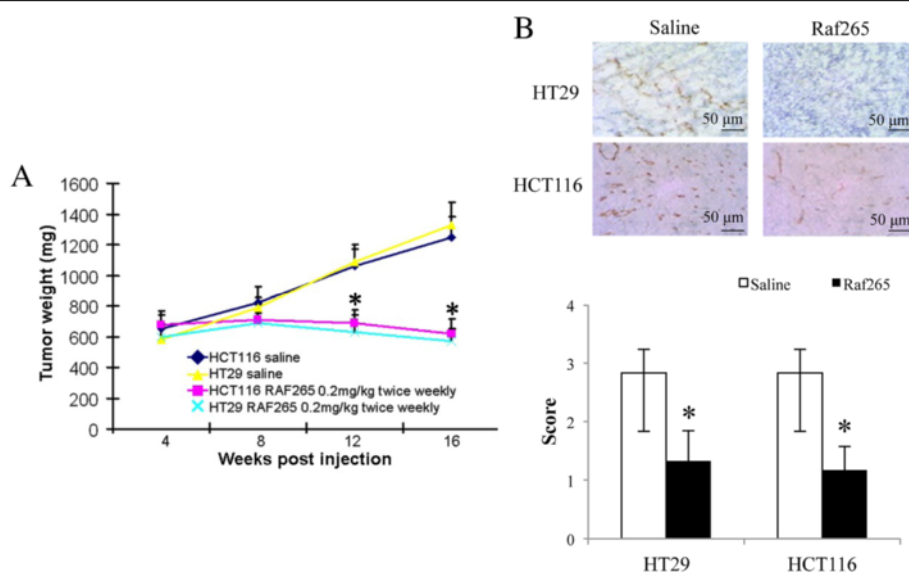 A
1600
1400
1200
1000
800
600
400
200
0
Tumor weight (mg)
*
*
HCT116 saline
HT29 saline
HCT116 RAF265 0.2mg/kg twice weekly
HT29 RAF265 0.2mg/kg twice weekly
4 8 12 16
Weeks post injection
B
Saline Raf265
HT29
50 μm 50 μm
HCT116
50 μm 50 μm
Saline Raf265
4
3
2
1
0
Score
*
*
HT29 HCT116